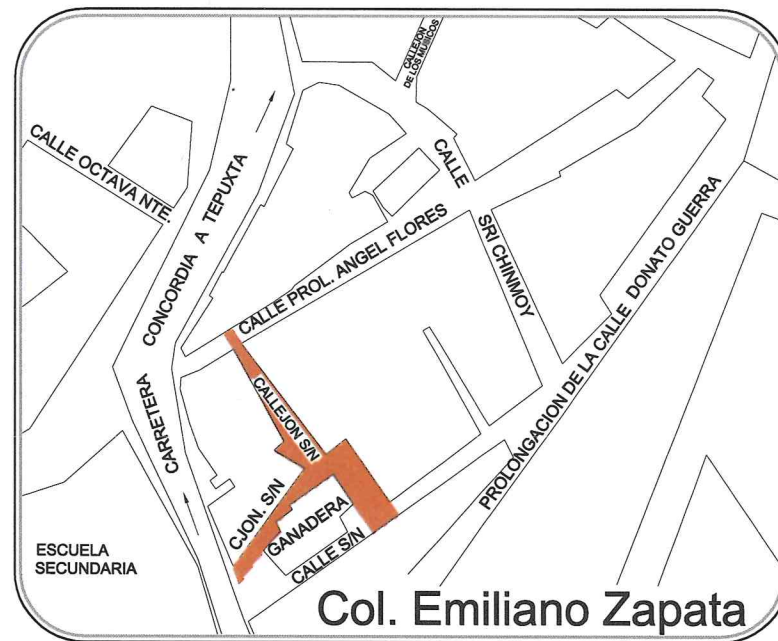 CALLEJON
DE LOS MUSICOS
CALLE OCTAVA NTE.
CALLE
SRI CHINMOY
CARRETERA CONCORDIA A TEPUXTA
CALLE PROL. ANGEL FLORES
PROLONGACION DE LA CALLE DONATO GUERRA
CALLEJON S/N
CJON. S/N
GANADERA
CALLE S/N
ESCUELA
SECUNDARIA
Col. Emiliano Zapata